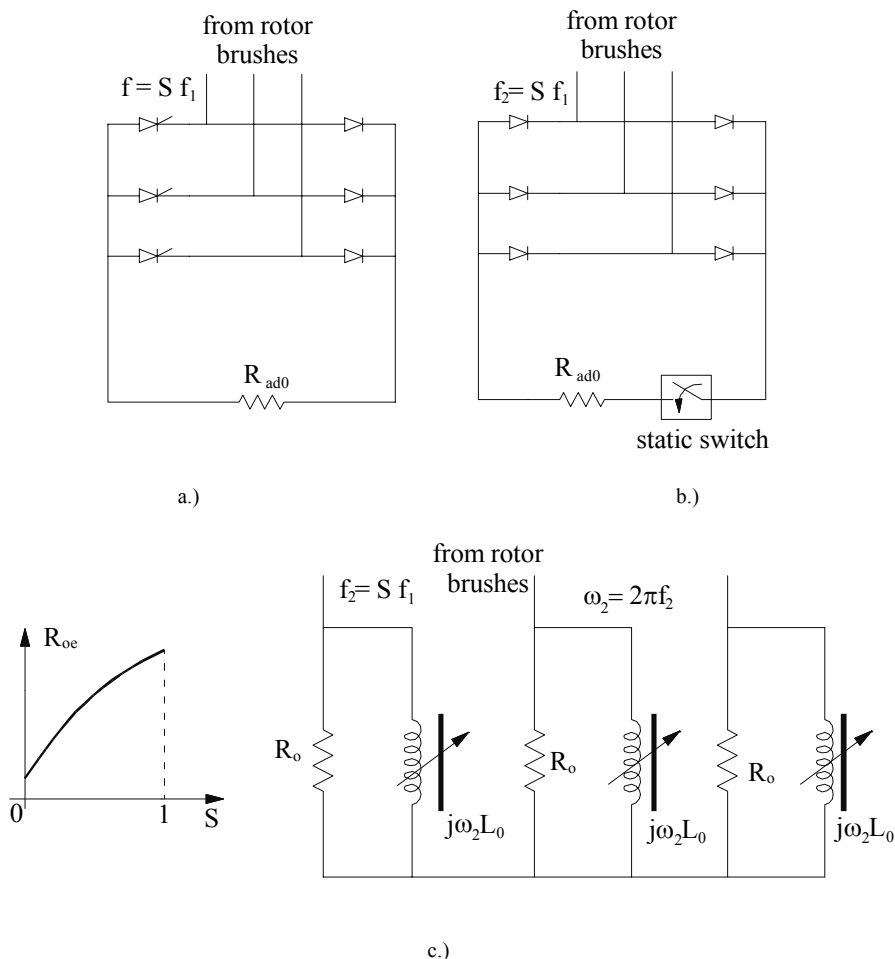 from rotor
brushes
f = S f₁
R ad0
a.)
from rotor
brushes
f₂= S f₁
R ad0
static switch
b.)
R oe
0
1
S
from rotor
brushes
f₂= S f₁
ω₂= 2πf₂
Rₒ
jω₂L₀
Rₒ
jω₂L₀
Rₒ
jω₂L₀
c.)